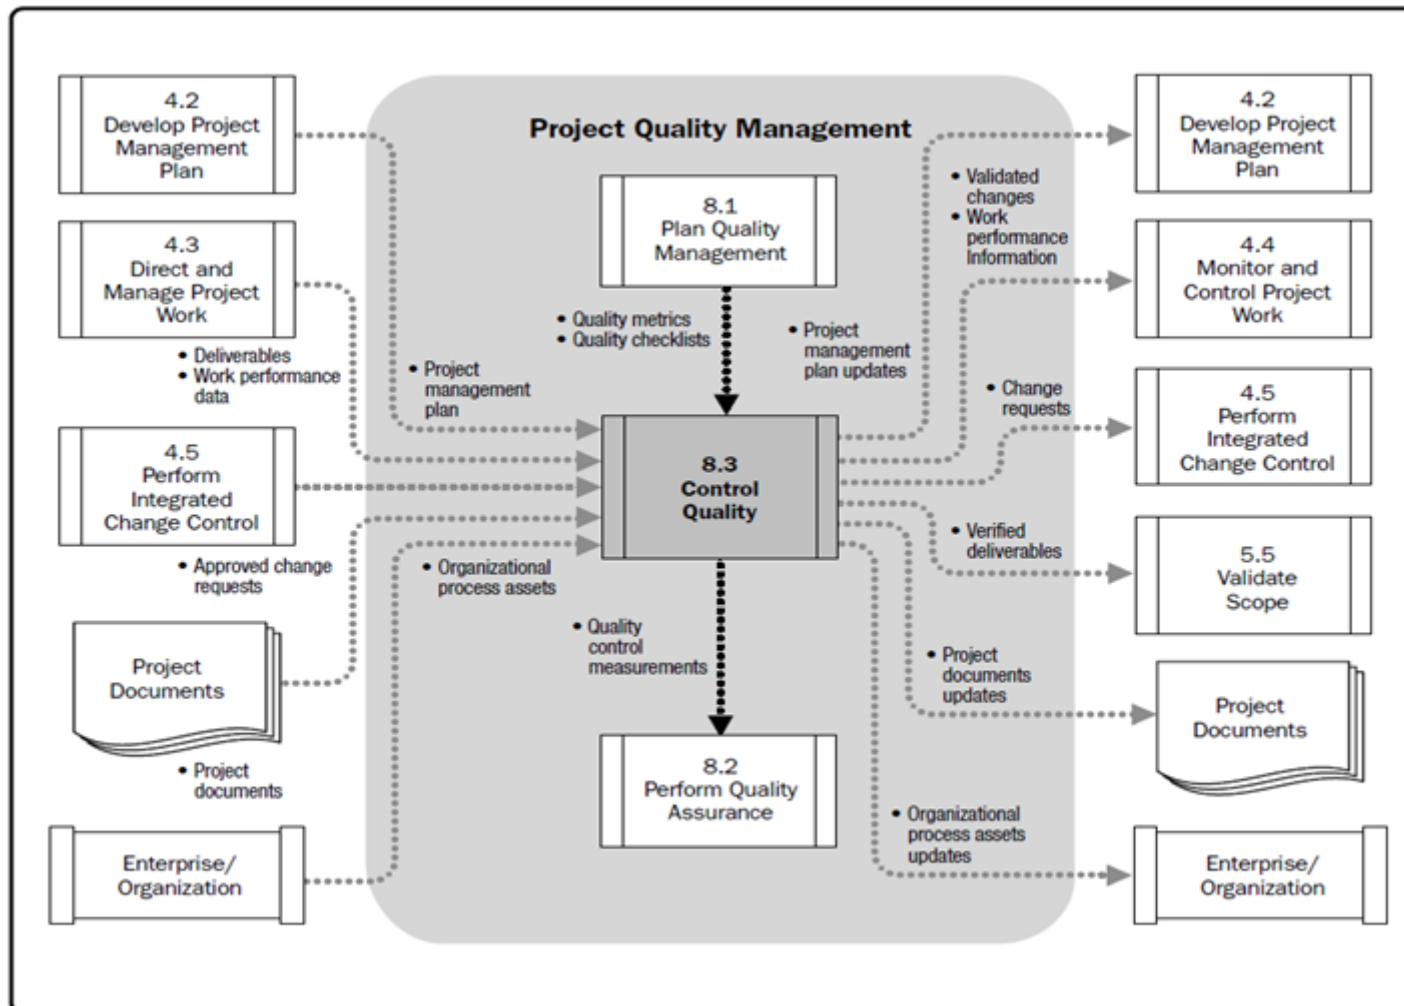 Project Quality Management
4.2
Develop Project
Management
Plan
4.3
Direct and
Manage Project
Work
• Deliverables
• Work performance
data
4.5
Perform
Integrated
Change Control
• Approved change
requests
Project
Documents
• Project
documents
Enterprise/
Organization
• Project
management
plan
• Organizational
process assets
8.1
Plan Quality
Management
• Quality metrics
• Quality checklists
8.3
Control
Quality
• Quality
control
measurements
8.2
Perform Quality
Assurance
• Project
management
plan updates
• Validated
changes
• Work
performance
Information
• Change
requests
• Verified
deliverables
• Project
documents
updates
• Organizational
process assets
updates
4.2
Develop Project
Management
Plan
4.4
Monitor and
Control Project
Work
4.5
Perform
Integrated
Change Control
5.5
Validate
Scope
Project
Documents
Enterprise/
Organization